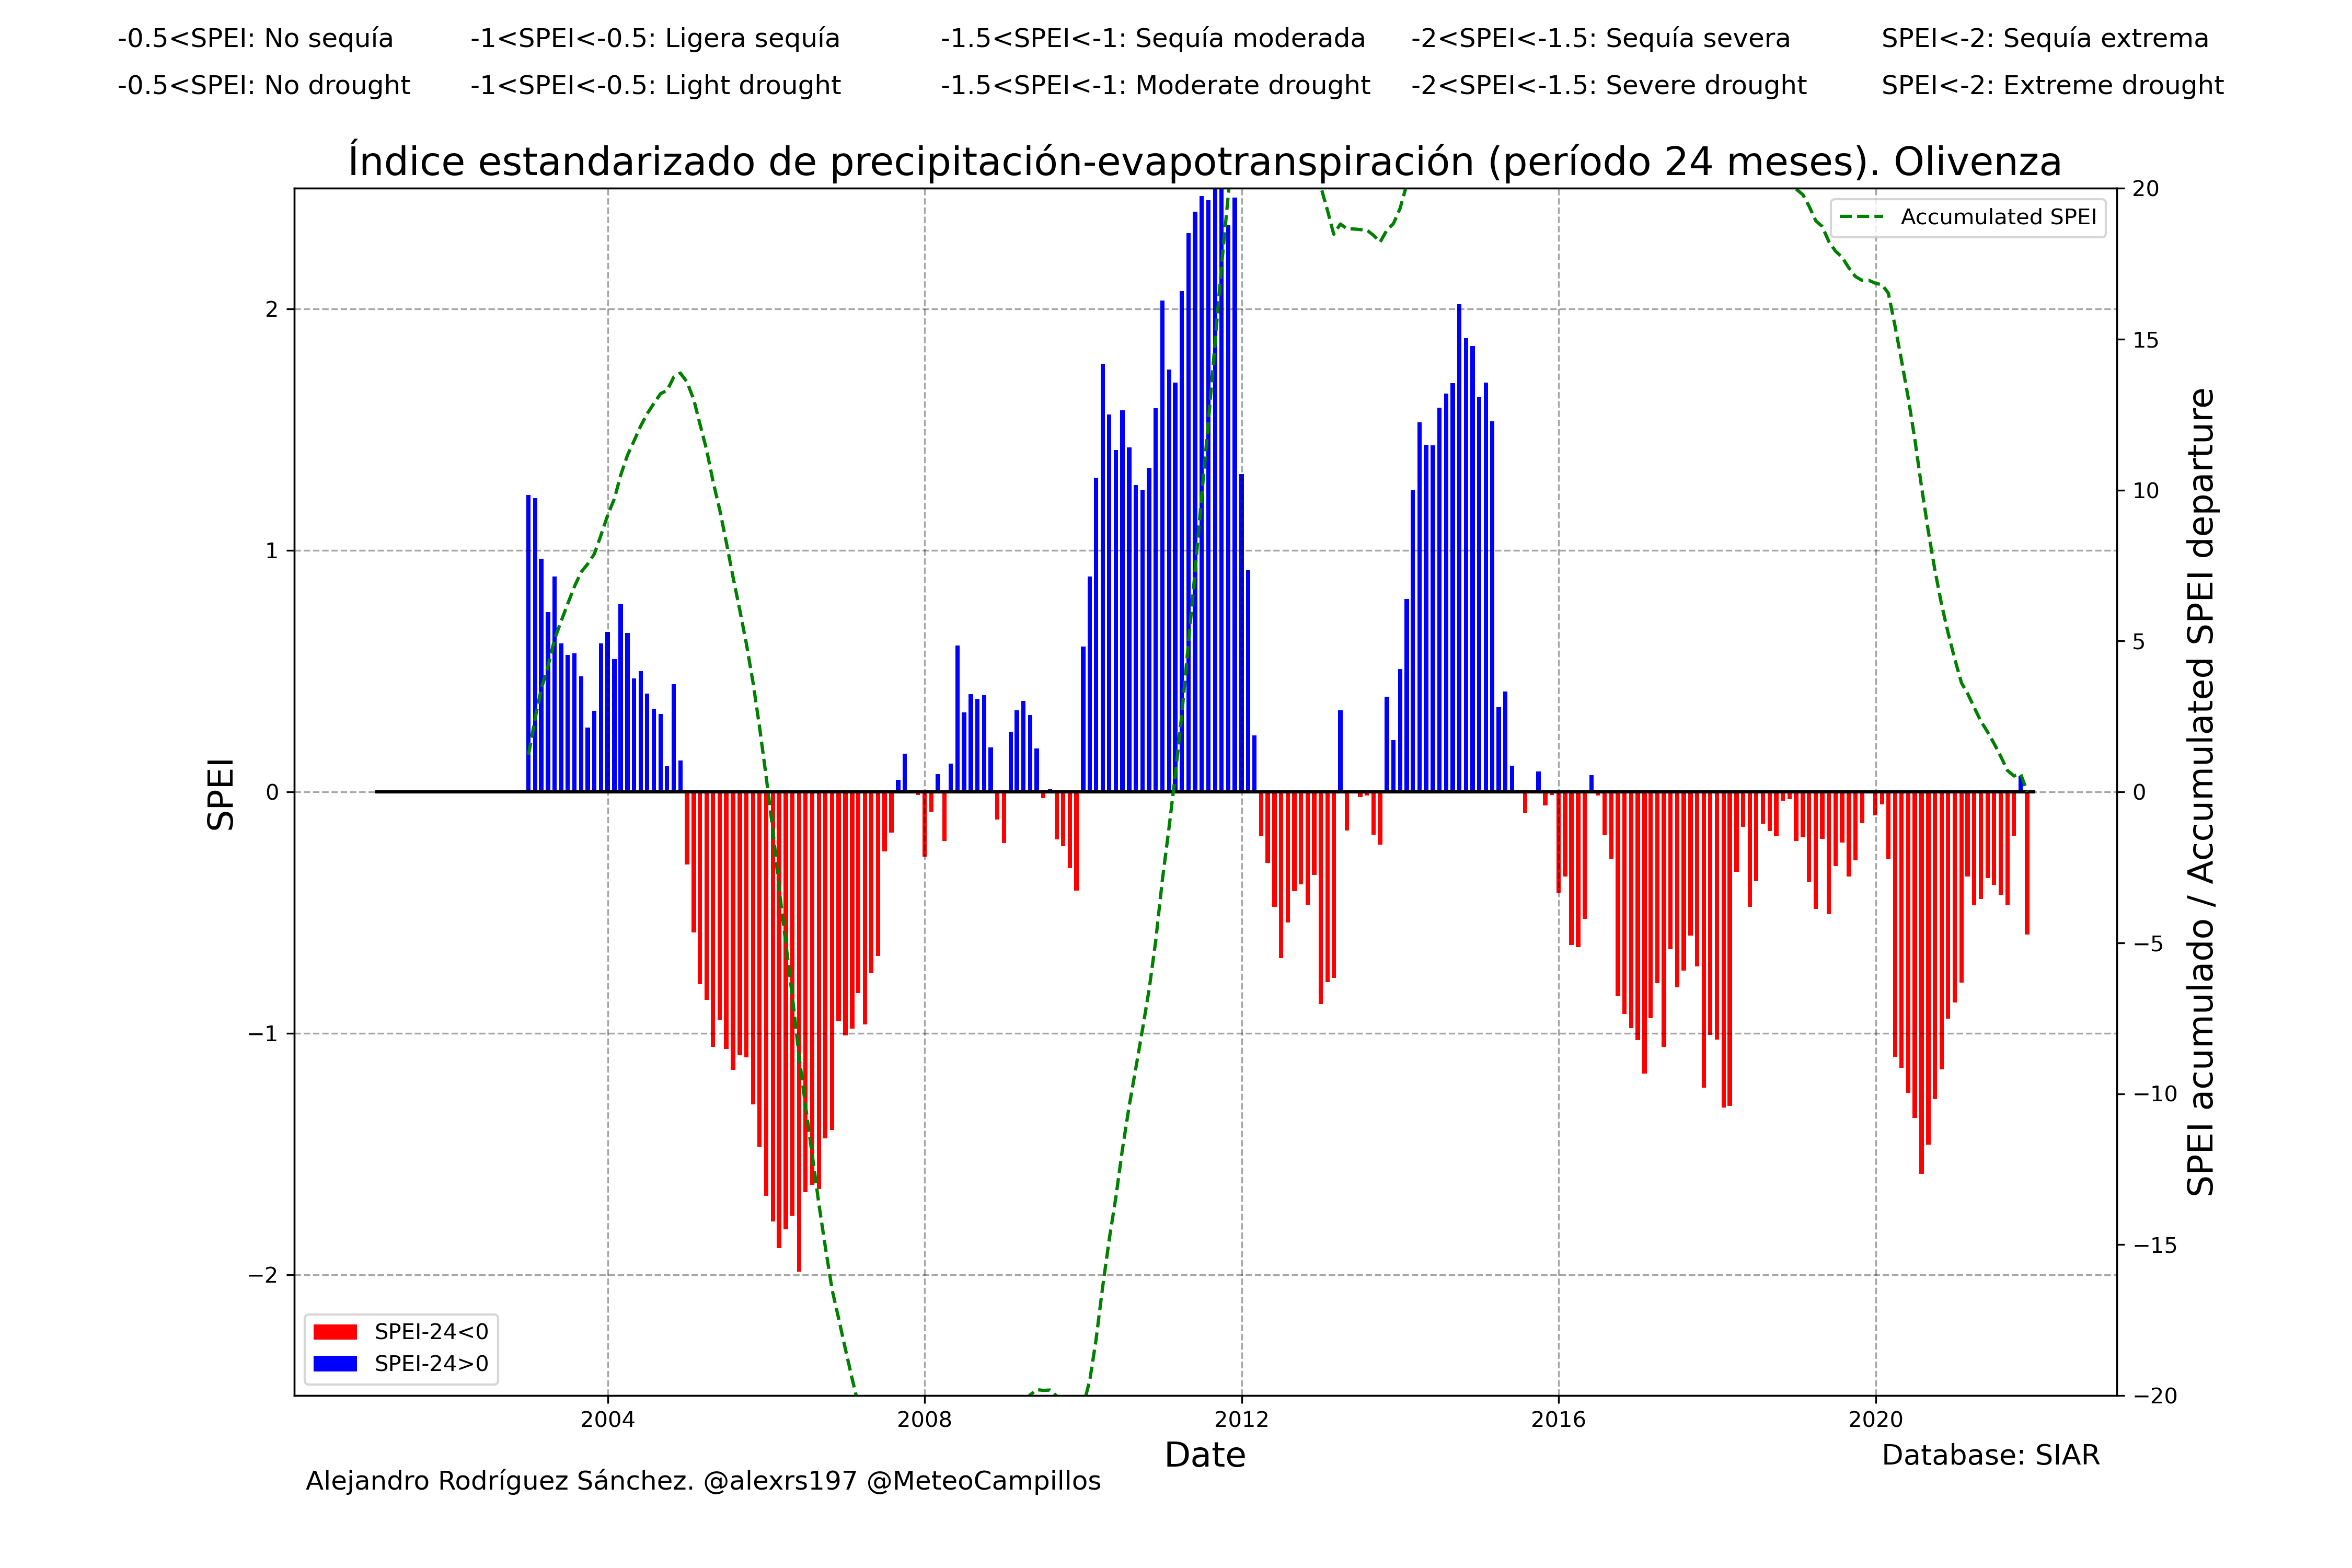 -0.5<SPEI: No sequía
-1<SPEI<-0.5: Ligera sequía
-1.5<SPEI<-1: Sequía moderada
-2<SPEI<-1.5: Sequía severa
SPEI<-2: Sequía extrema
-0.5<SPEI: No drought
-1<SPEI<-0.5: Light drought
-1.5<SPEI<-1: Moderate drought
-2<SPEI<-1.5: Severe drought
SPEI<-2: Extreme drought
Índice estandarizado de precipitación-evapotranspiración (período 24 meses). Olivenza
SPEI
2
1
0
−1
−2
Accumulated SPEI
20
15
10
5
0
−5
−10
−15
−20
SPEI acumulado / Accumulated SPEI departure
SPEI-24<0
SPEI-24>0
2004
2008
2012
2016
2020
Date
Database: SIAR
Alejandro Rodríguez Sánchez. @alexrs197 @MeteoCampillos